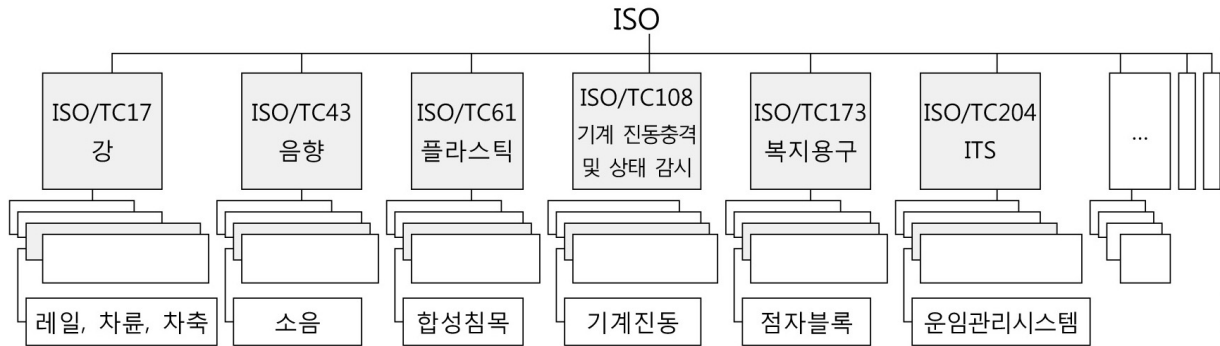 ISO
ISO/TC17
강
ISO/TC43
음향
ISO/TC61
플라스틱
ISO/TC108
기계 진동충격
및 상태 감시
ISO/TC173
복지용구
ISO/TC204
ITS
...
레일, 차륜, 차축
소음
합성침목
기계진동
점자블록
운임관리시스템